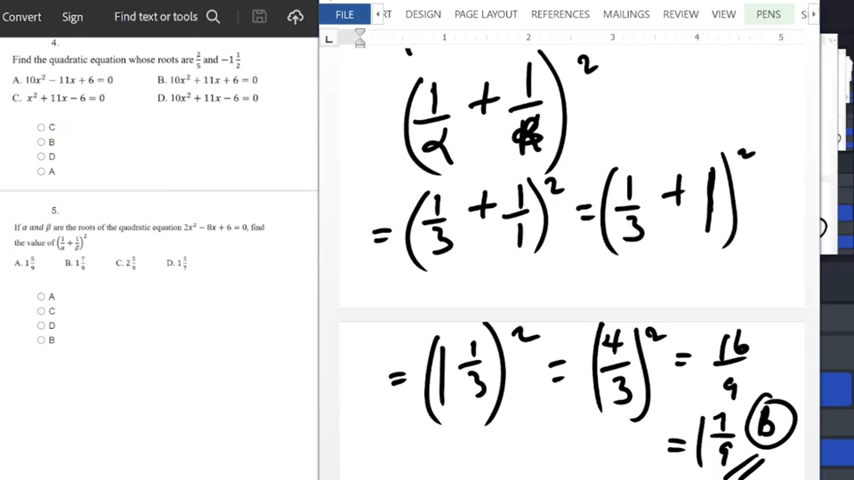 Convert
Sign
Find text or tools
FILE
RT
DESIGN
PAGE LAYOUT
REFERENCES
MAILINGS
REVIEW
VIEW
PENS
S
L
1
2
3
4
5
4.
Find the quadratic equation whose roots are 2/5 and −1 1/2
A. 10x² − 11x + 6 = 0
B. 10x² + 11x + 6 = 0
C. x² + 11x − 6 = 0
D. 10x² + 11x − 6 = 0
C
B
D
A
5.
If α and β are the roots of the quadratic equation 2x² − 8x + 6 = 0, find
the value of (1/α + 1/β)²
A. 1 5/9
B. 1 7/9
C. 2 5/9
D. 1 5/7
A
C
D
B
(1/α + 1/β)²
= (1/3 + 1/1)² = (1/3 + 1)²
= (1 1/3)² = (4/3)² = 16/9
= 1 7/9 B